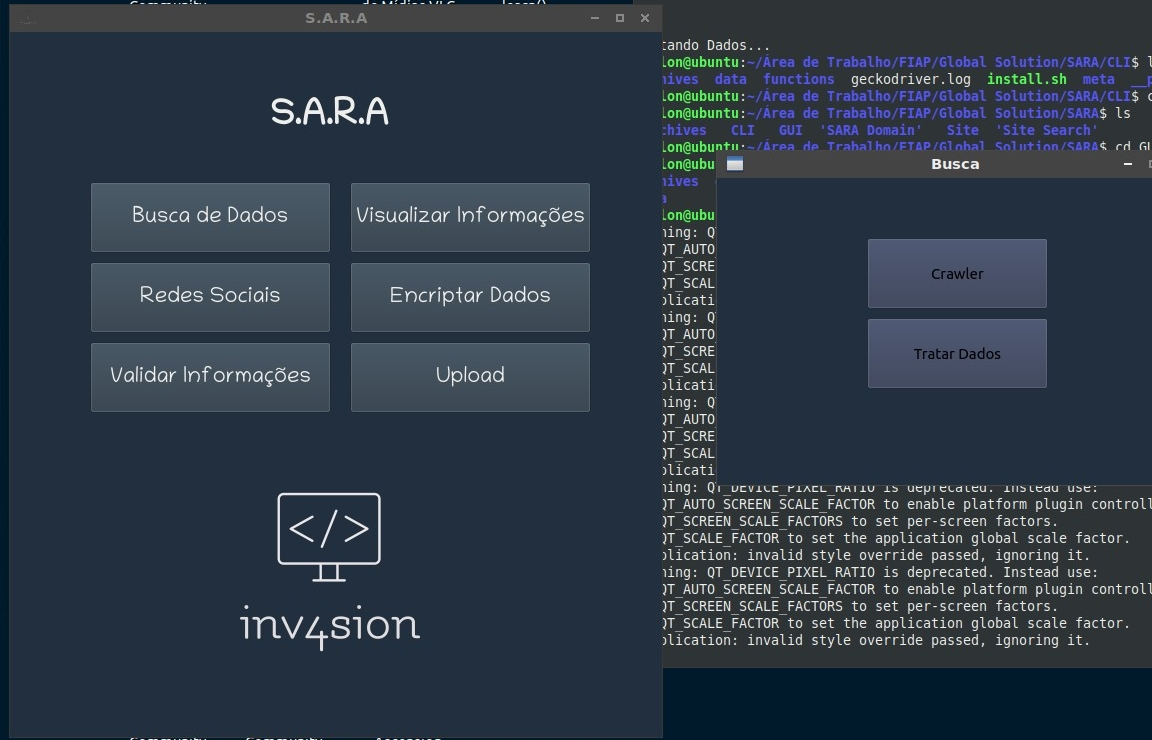 S.A.R.A
S.A.R.A
Busca de Dados
Visualizar Informações
Redes Sociais
Encriptar Dados
Validar Informações
Upload
</>
inv4sion
tando Dados...
lon@ubuntu:~/Área de Trabalho/FIAP/Global Solution/SARA/CLI$ l
hives data functions geckodriver.log install.sh meta __p
lon@ubuntu:~/Área de Trabalho/FIAP/Global Solution/SARA/CLI$ c
lon@ubuntu:~/Área de Trabalho/FIAP/Global Solution/SARA$ ls
chives CLI GUI 'SARA Domain' Site 'Site Search'
lon@ubuntu:~/Área de Trabalho/FIAP/Global Solution/SARA$ cd GU
lon@ubu
hives
a
lon@ubu
ning: Q
QT_AUTO
QT_SCRE
QT_SCAL
plicati
ning: Q
QT_AUTO
QT_SCRE
QT_SCAL
plicati
ning: Q
QT_AUTO
QT_SCRE
QT_SCAL
plicati
Busca
Crawler
Tratar Dados
ning: QT_DEVICE_PIXEL_RATIO is deprecated. Instead use:
QT_AUTO_SCREEN_SCALE_FACTOR to enable platform plugin controll
QT_SCREEN_SCALE_FACTORS to set per-screen factors.
QT_SCALE_FACTOR to set the application global scale factor.
plication: invalid style override passed, ignoring it.
ning: QT_DEVICE_PIXEL_RATIO is deprecated. Instead use:
QT_AUTO_SCREEN_SCALE_FACTOR to enable platform plugin controll
QT_SCREEN_SCALE_FACTORS to set per-screen factors.
QT_SCALE_FACTOR to set the application global scale factor.
plication: invalid style override passed, ignoring it.